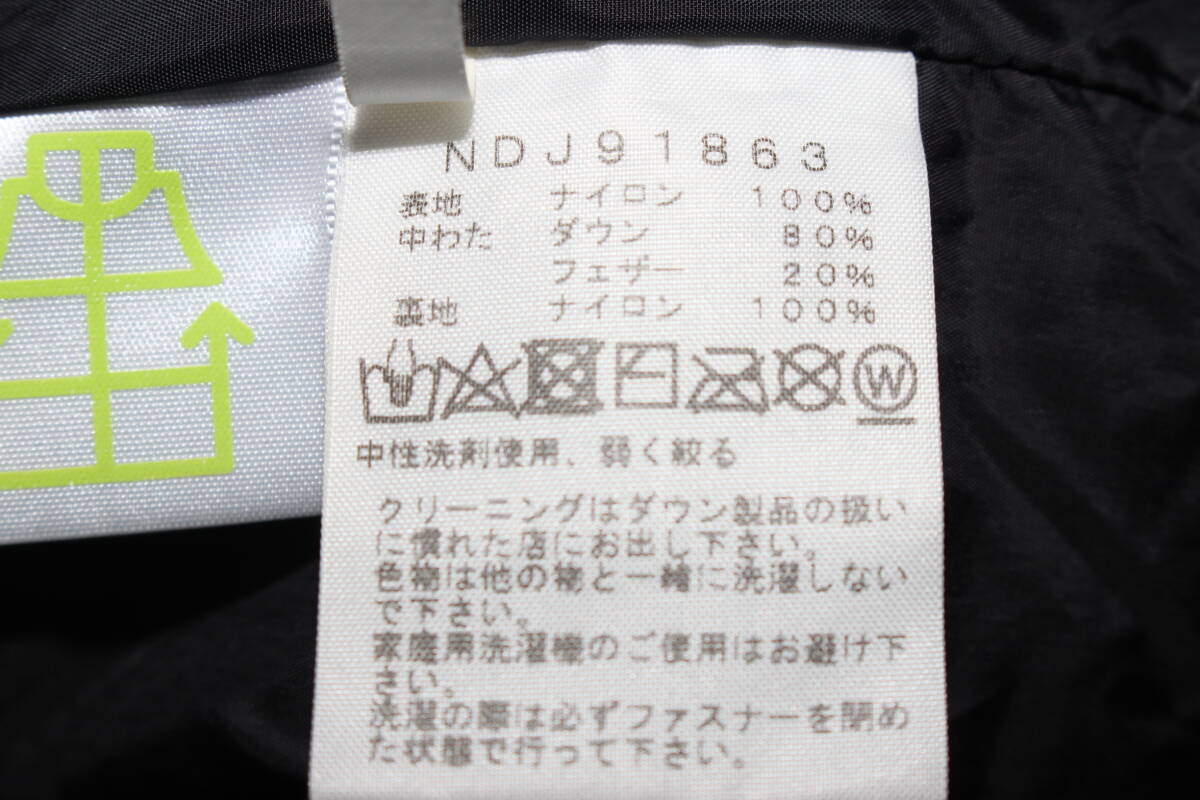 NDJ91863
表地 ナイロン 100%
中わた ダウン 80%
フェザー 20%
裏地 ナイロン 100%
W
中性洗剤使用、弱く絞る
クリーニングはダウン製品の扱い
に慣れた店にお出し下さい。
色物は他の物と一緒に洗濯しない
で下さい。
家庭用洗濯機のご使用はお避け下
さい。
洗濯の際は必ずファスナーを閉め
た状態で行って下さい。